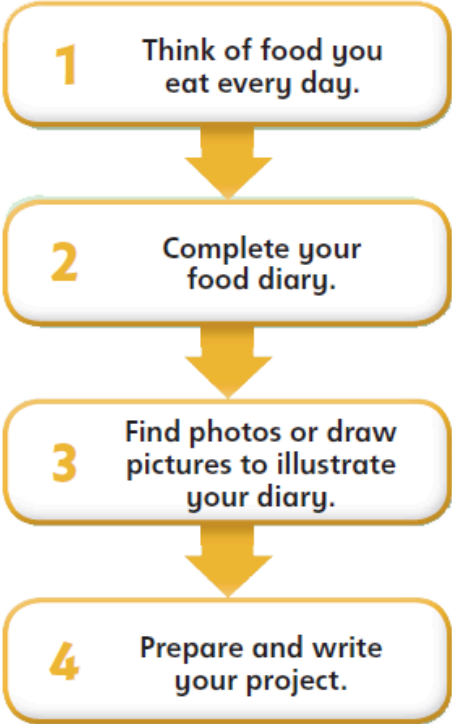 1
Think of food you
eat every day.
2
Complete your
food diary.
3
Find photos or draw
pictures to illustrate
your diary.
4
Prepare and write
your project.